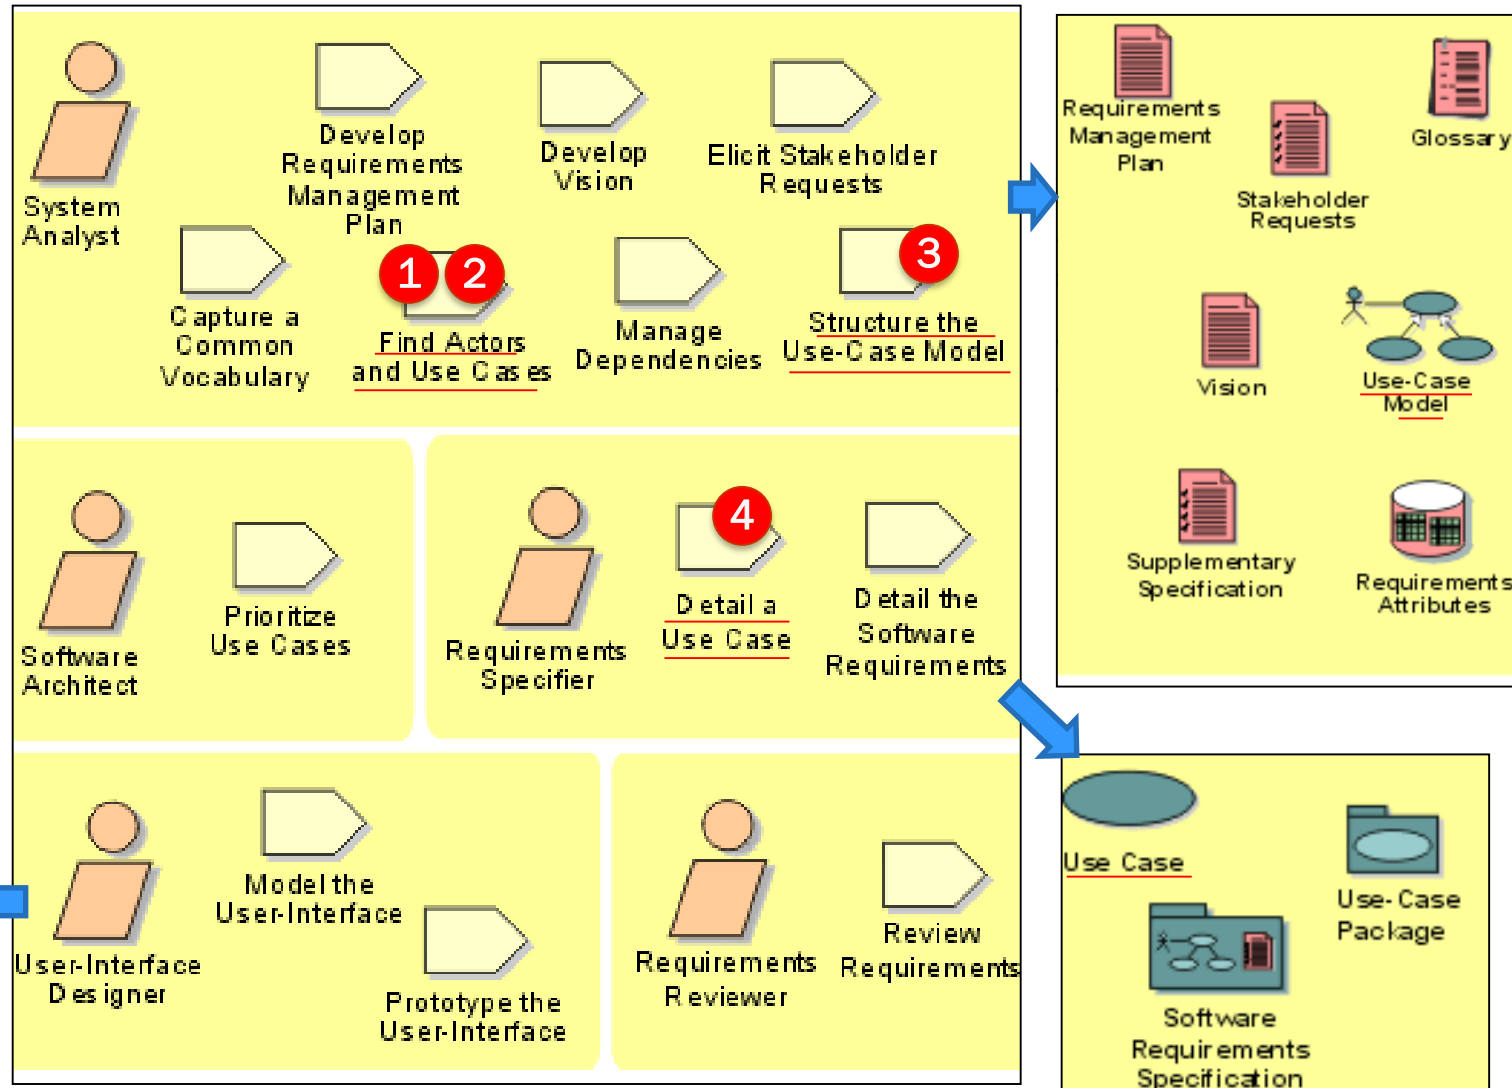 System
Analyst
Develop
Requirements
Management
Plan
Develop
Vision
Elicit Stakeholder
Requests
Capture a
Common
Vocabulary
1 2
Find Actors
and Use Cases
Manage
Dependencies
3
Structure the
Use-Case Model
Software
Architect
Prioritize
Use Cases
Requirements
Specifier
4
Detail a
Use Case
Detail the
Software
Requirements
User-Interface
Designer
Model the
User-Interface
Prototype the
User-Interface
Requirements
Reviewer
Review
Requirements
Requirements
Management
Plan
Stakeholder
Requests
Glossary
Vision
Use-Case
Model
Supplementary
Specification
Requirements
Attributes
Use Case
Use-Case
Package
Software
Requirements
Specification